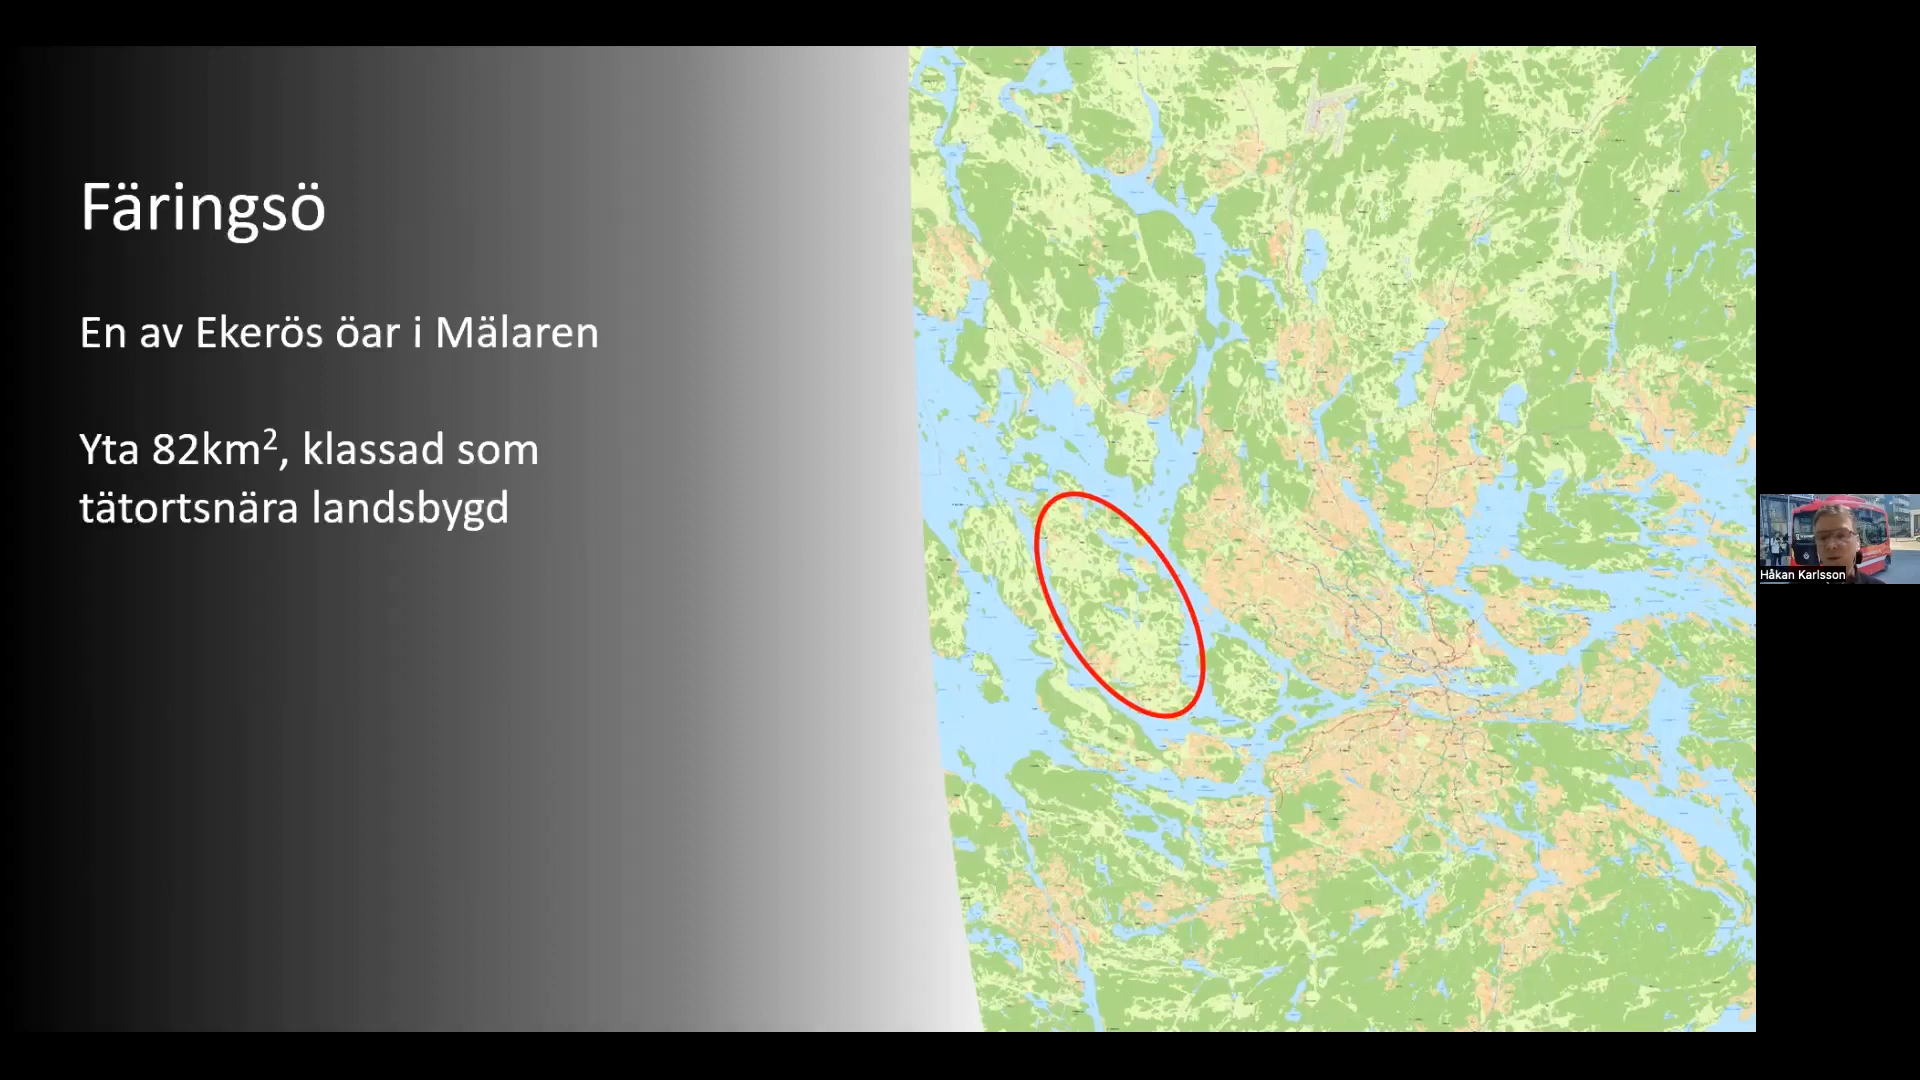 Färingsö
En av Ekerös öar i Mälaren
Yta 82km², klassad som
tätortsnära landsbygd
Håkan Karlsson